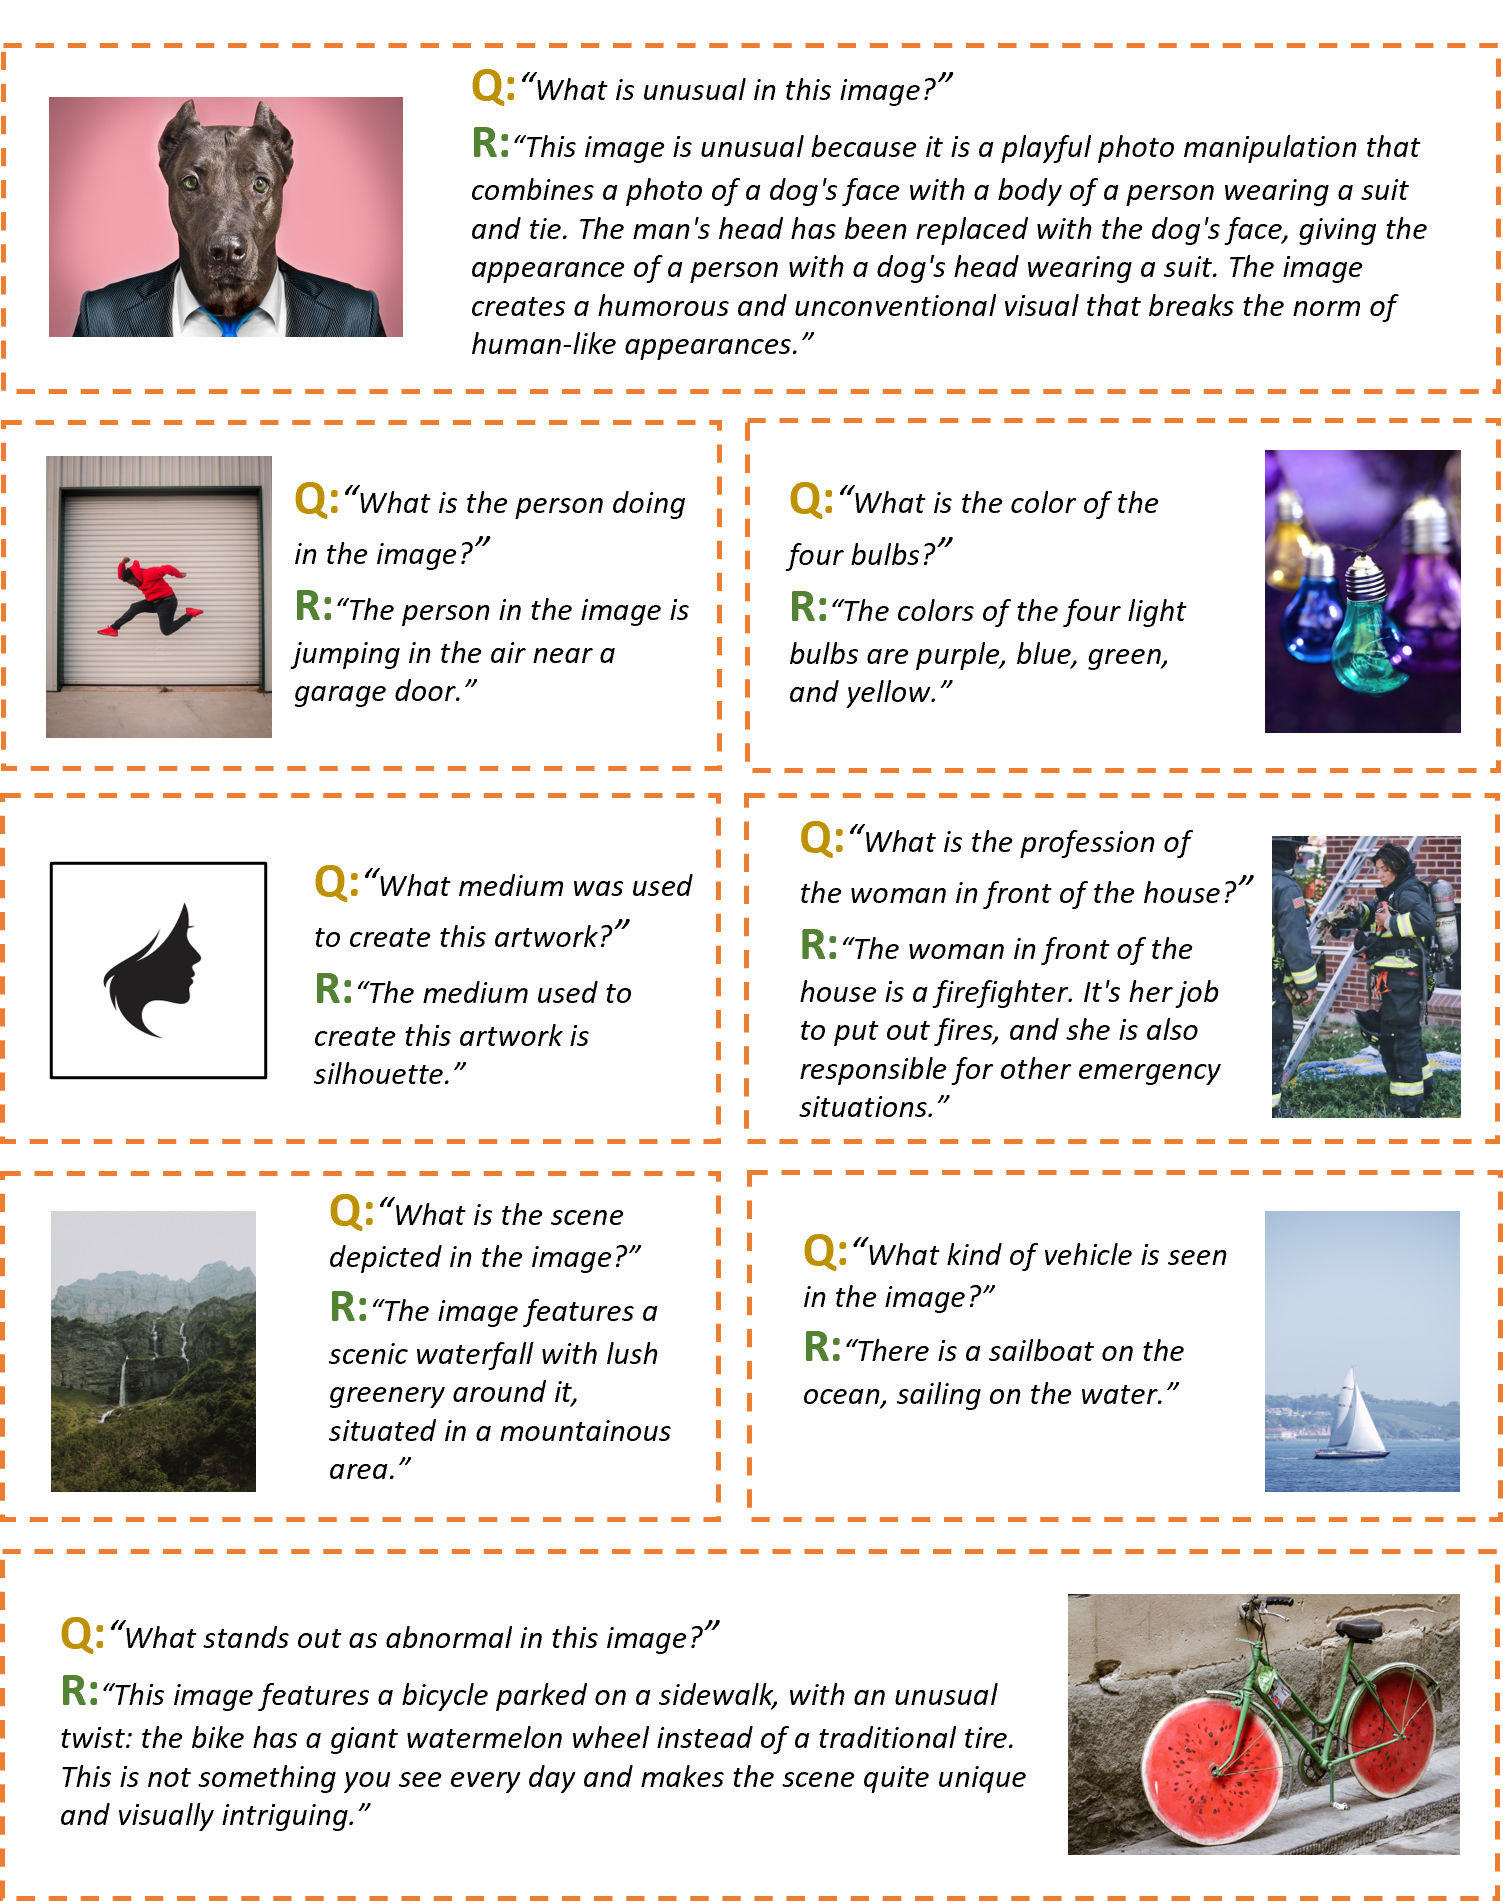 Q:“What is unusual in this image?”
R:“This image is unusual because it is a playful photo manipulation that
combines a photo of a dog's face with a body of a person wearing a suit
and tie. The man's head has been replaced with the dog's face, giving the
appearance of a person with a dog's head wearing a suit. The image
creates a humorous and unconventional visual that breaks the norm of
human-like appearances.”
Q:“What is the person doing
in the image?”
R:“The person in the image is
jumping in the air near a
garage door.”
Q:“What is the color of the
four bulbs?”
R:“The colors of the four light
bulbs are purple, blue, green,
and yellow.”
Q:“What medium was used
to create this artwork?”
R:“The medium used to
create this artwork is
silhouette.”
Q:“What is the profession of
the woman in front of the house?”
R:“The woman in front of the
house is a firefighter. It's her job
to put out fires, and she is also
responsible for other emergency
situations.”
Q:“What is the scene
depicted in the image?”
R:“The image features a
scenic waterfall with lush
greenery around it,
situated in a mountainous
area.”
Q:“What kind of vehicle is seen
in the image?”
R:“There is a sailboat on the
ocean, sailing on the water.”
Q:“What stands out as abnormal in this image?”
R:“This image features a bicycle parked on a sidewalk, with an unusual
twist: the bike has a giant watermelon wheel instead of a traditional tire.
This is not something you see every day and makes the scene quite unique
and visually intriguing.”